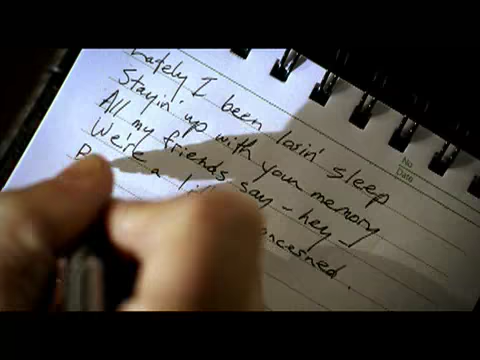 Lately I been losin' sleep
Stayin' up with your memory
All my friends say - hey -
We're a
No
Date